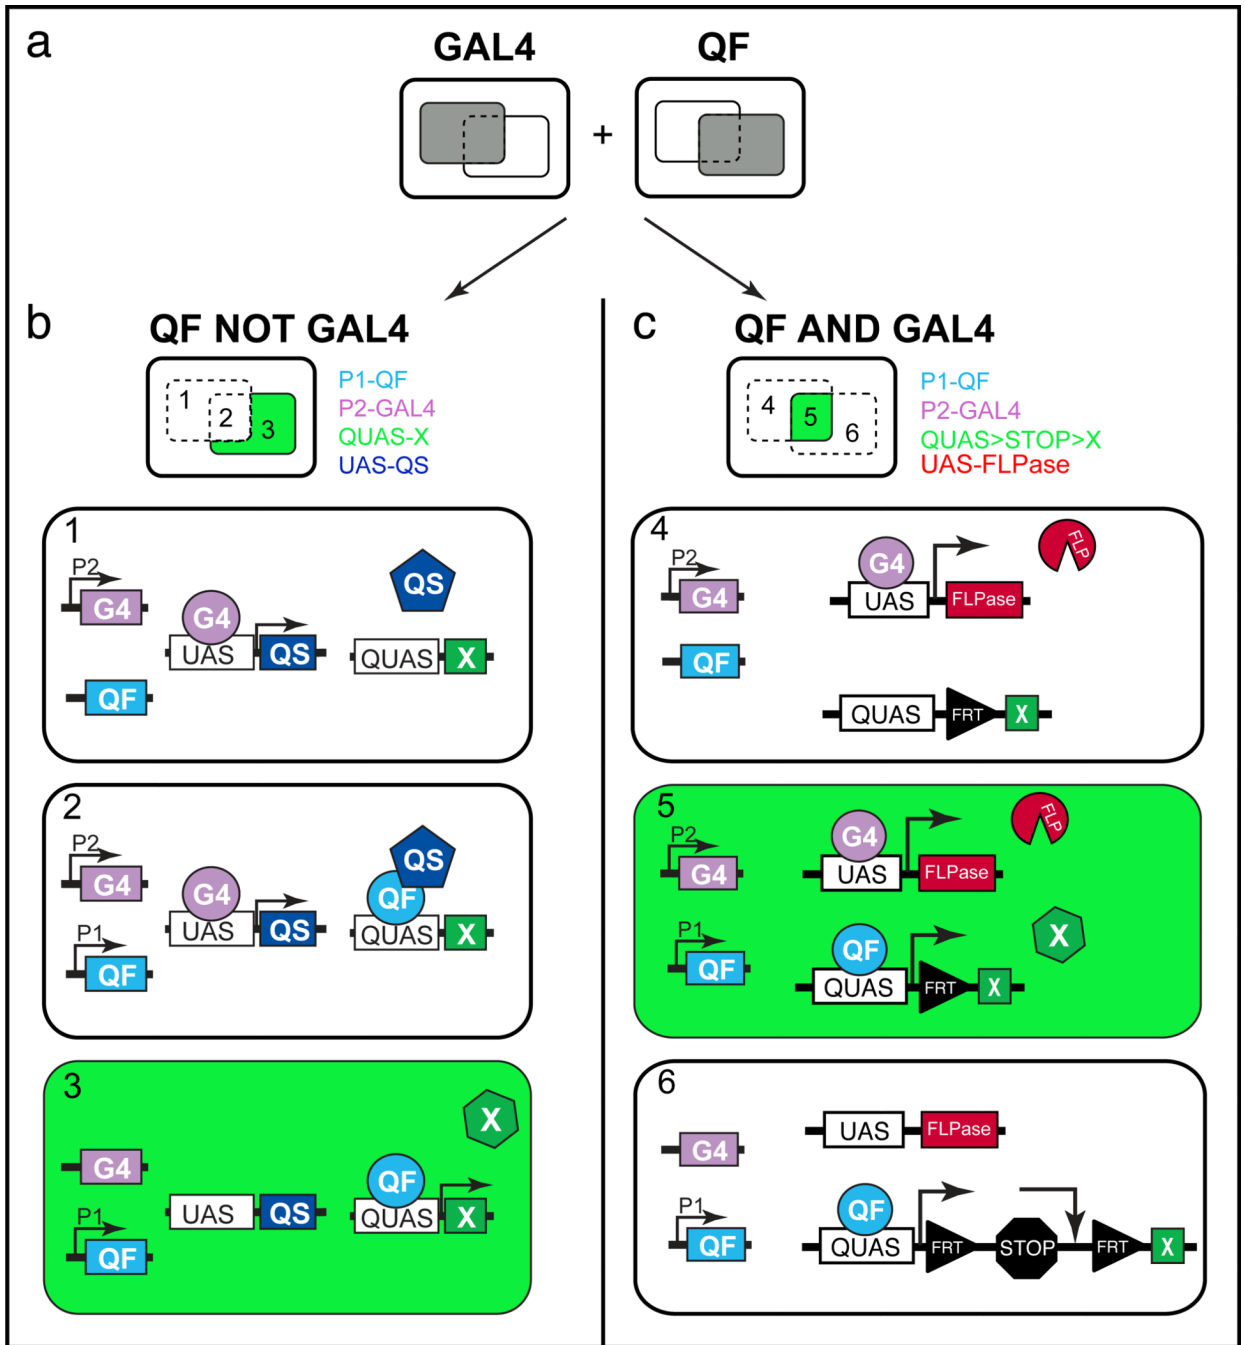 a
GAL4
QF
+
b
QF NOT GAL4
1
2
3
P1-QF
P2-GAL4
QUAS-X
UAS-QS
c
QF AND GAL4
4
5
6
P1-QF
P2-GAL4
QUAS>STOP>X
UAS-FLPase
1
P2
G4
G4
UAS
QS
QS
QUAS
X
QF
2
P2
G4
G4
UAS
QS
QS
QF
QUAS
X
P1
QF
3
X
G4
P1
QF
UAS
QS
QF
QUAS
X
4
P2
G4
G4
UAS
FLPase
FLP
QF
QUAS
FRT
X
5
P2
G4
G4
UAS
FLPase
FLP
P1
QF
QF
QUAS
FRT
X
X
6
G4
UAS
FLPase
P1
QF
QF
QUAS
FRT
STOP
FRT
X